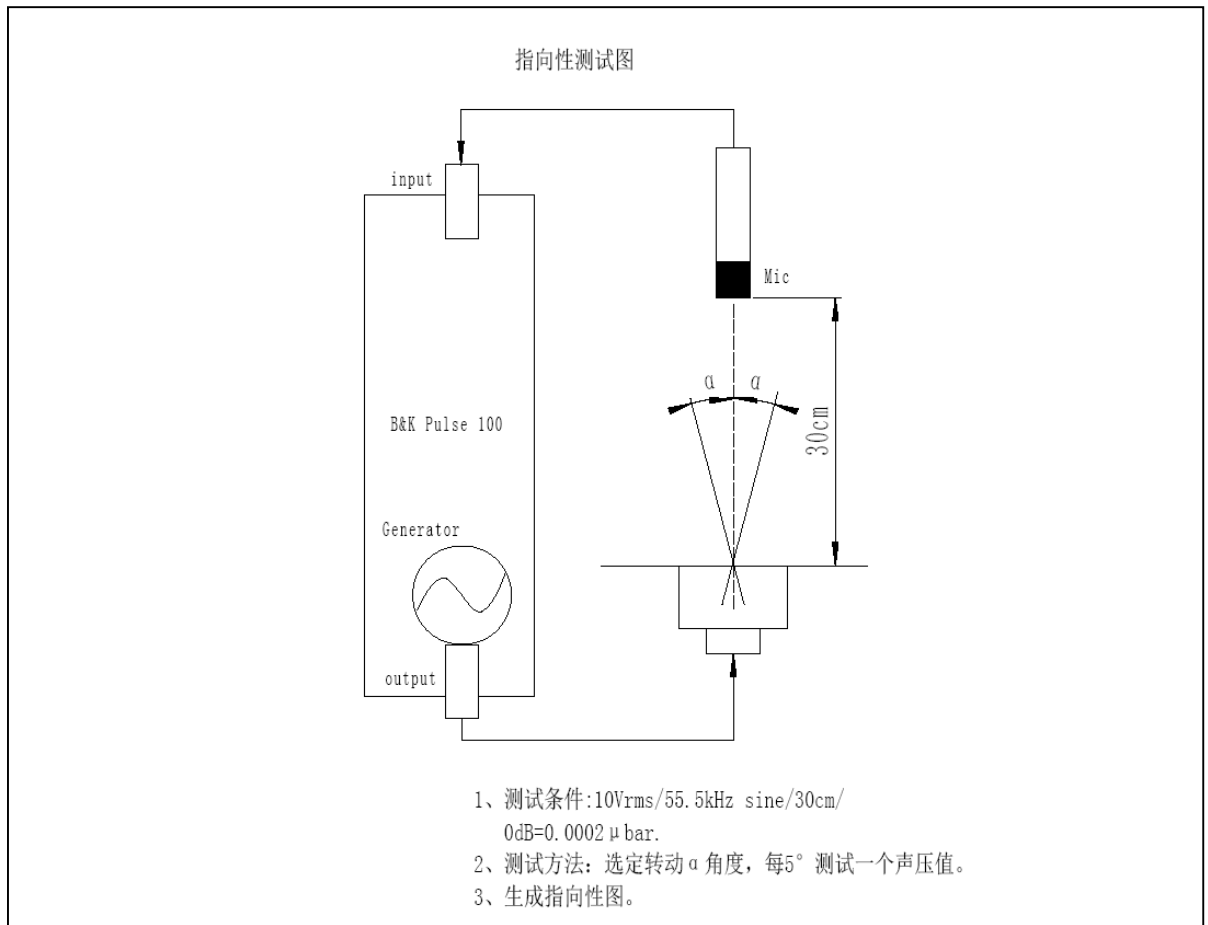 指向性测试图
input
Mic
α α
30cm
B&K Pulse 100
Generator
output
1、测试条件:10Vrms/55.5kHz sine/30cm/
0dB=0.0002μbar.
2、测试方法：选定转动α角度，每5°测试一个声压值。
3、生成指向性图。